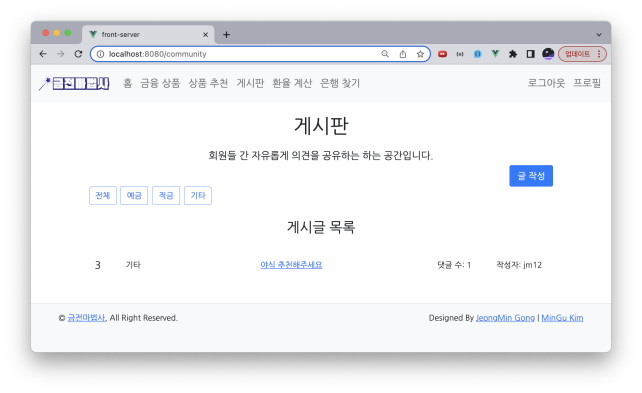 front-server
localhost:8080/community
업데이트
홈 금융 상품 상품 추천 게시판 환율 계산 은행 찾기 로그아웃 프로필
게시판
회원들 간 자유롭게 의견을 공유하는 하는 공간입니다.
글 작성
전체 예금 적금 기타
게시글 목록
3 기타 야식 추천해주세요 댓글 수: 1 작성자: jm12
© 금전마법사, All Right Reserved. Designed By JeongMin Gong | MinGu Kim